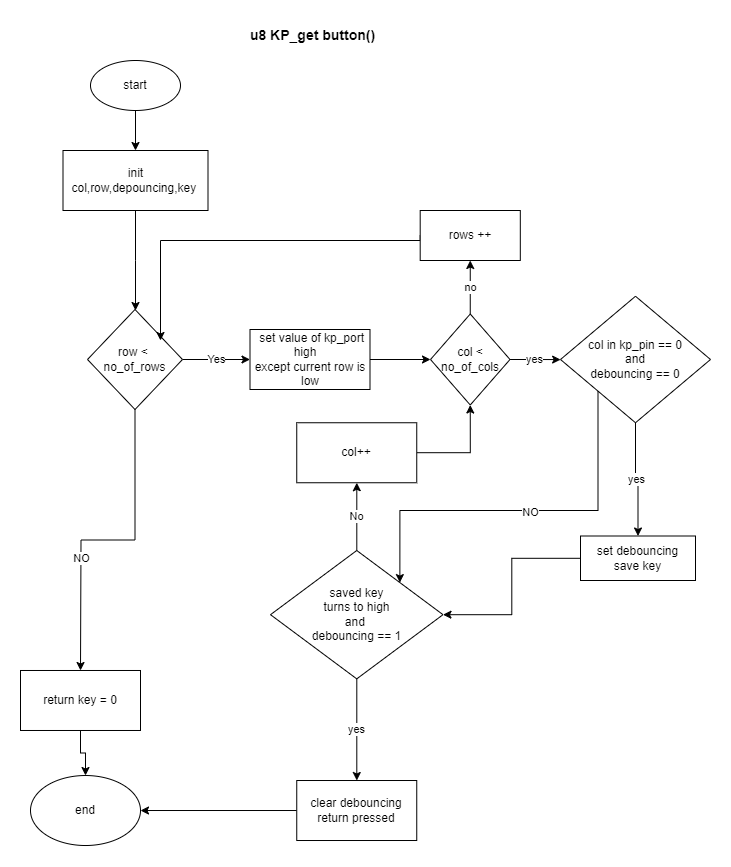 u8 KP_get button()
start
init
col,row,depouncing,key
rows ++
no
row <
no_of_rows
Yes
set value of kp_port
high
except current row is
low
col <
no_of_cols
yes
col in kp_pin == 0
and
debouncing == 0
col++
yes
No
NO
set debouncing
save key
NO
saved key
turns to high
and
debouncing == 1
return key = 0
yes
end
clear debouncing
return pressed